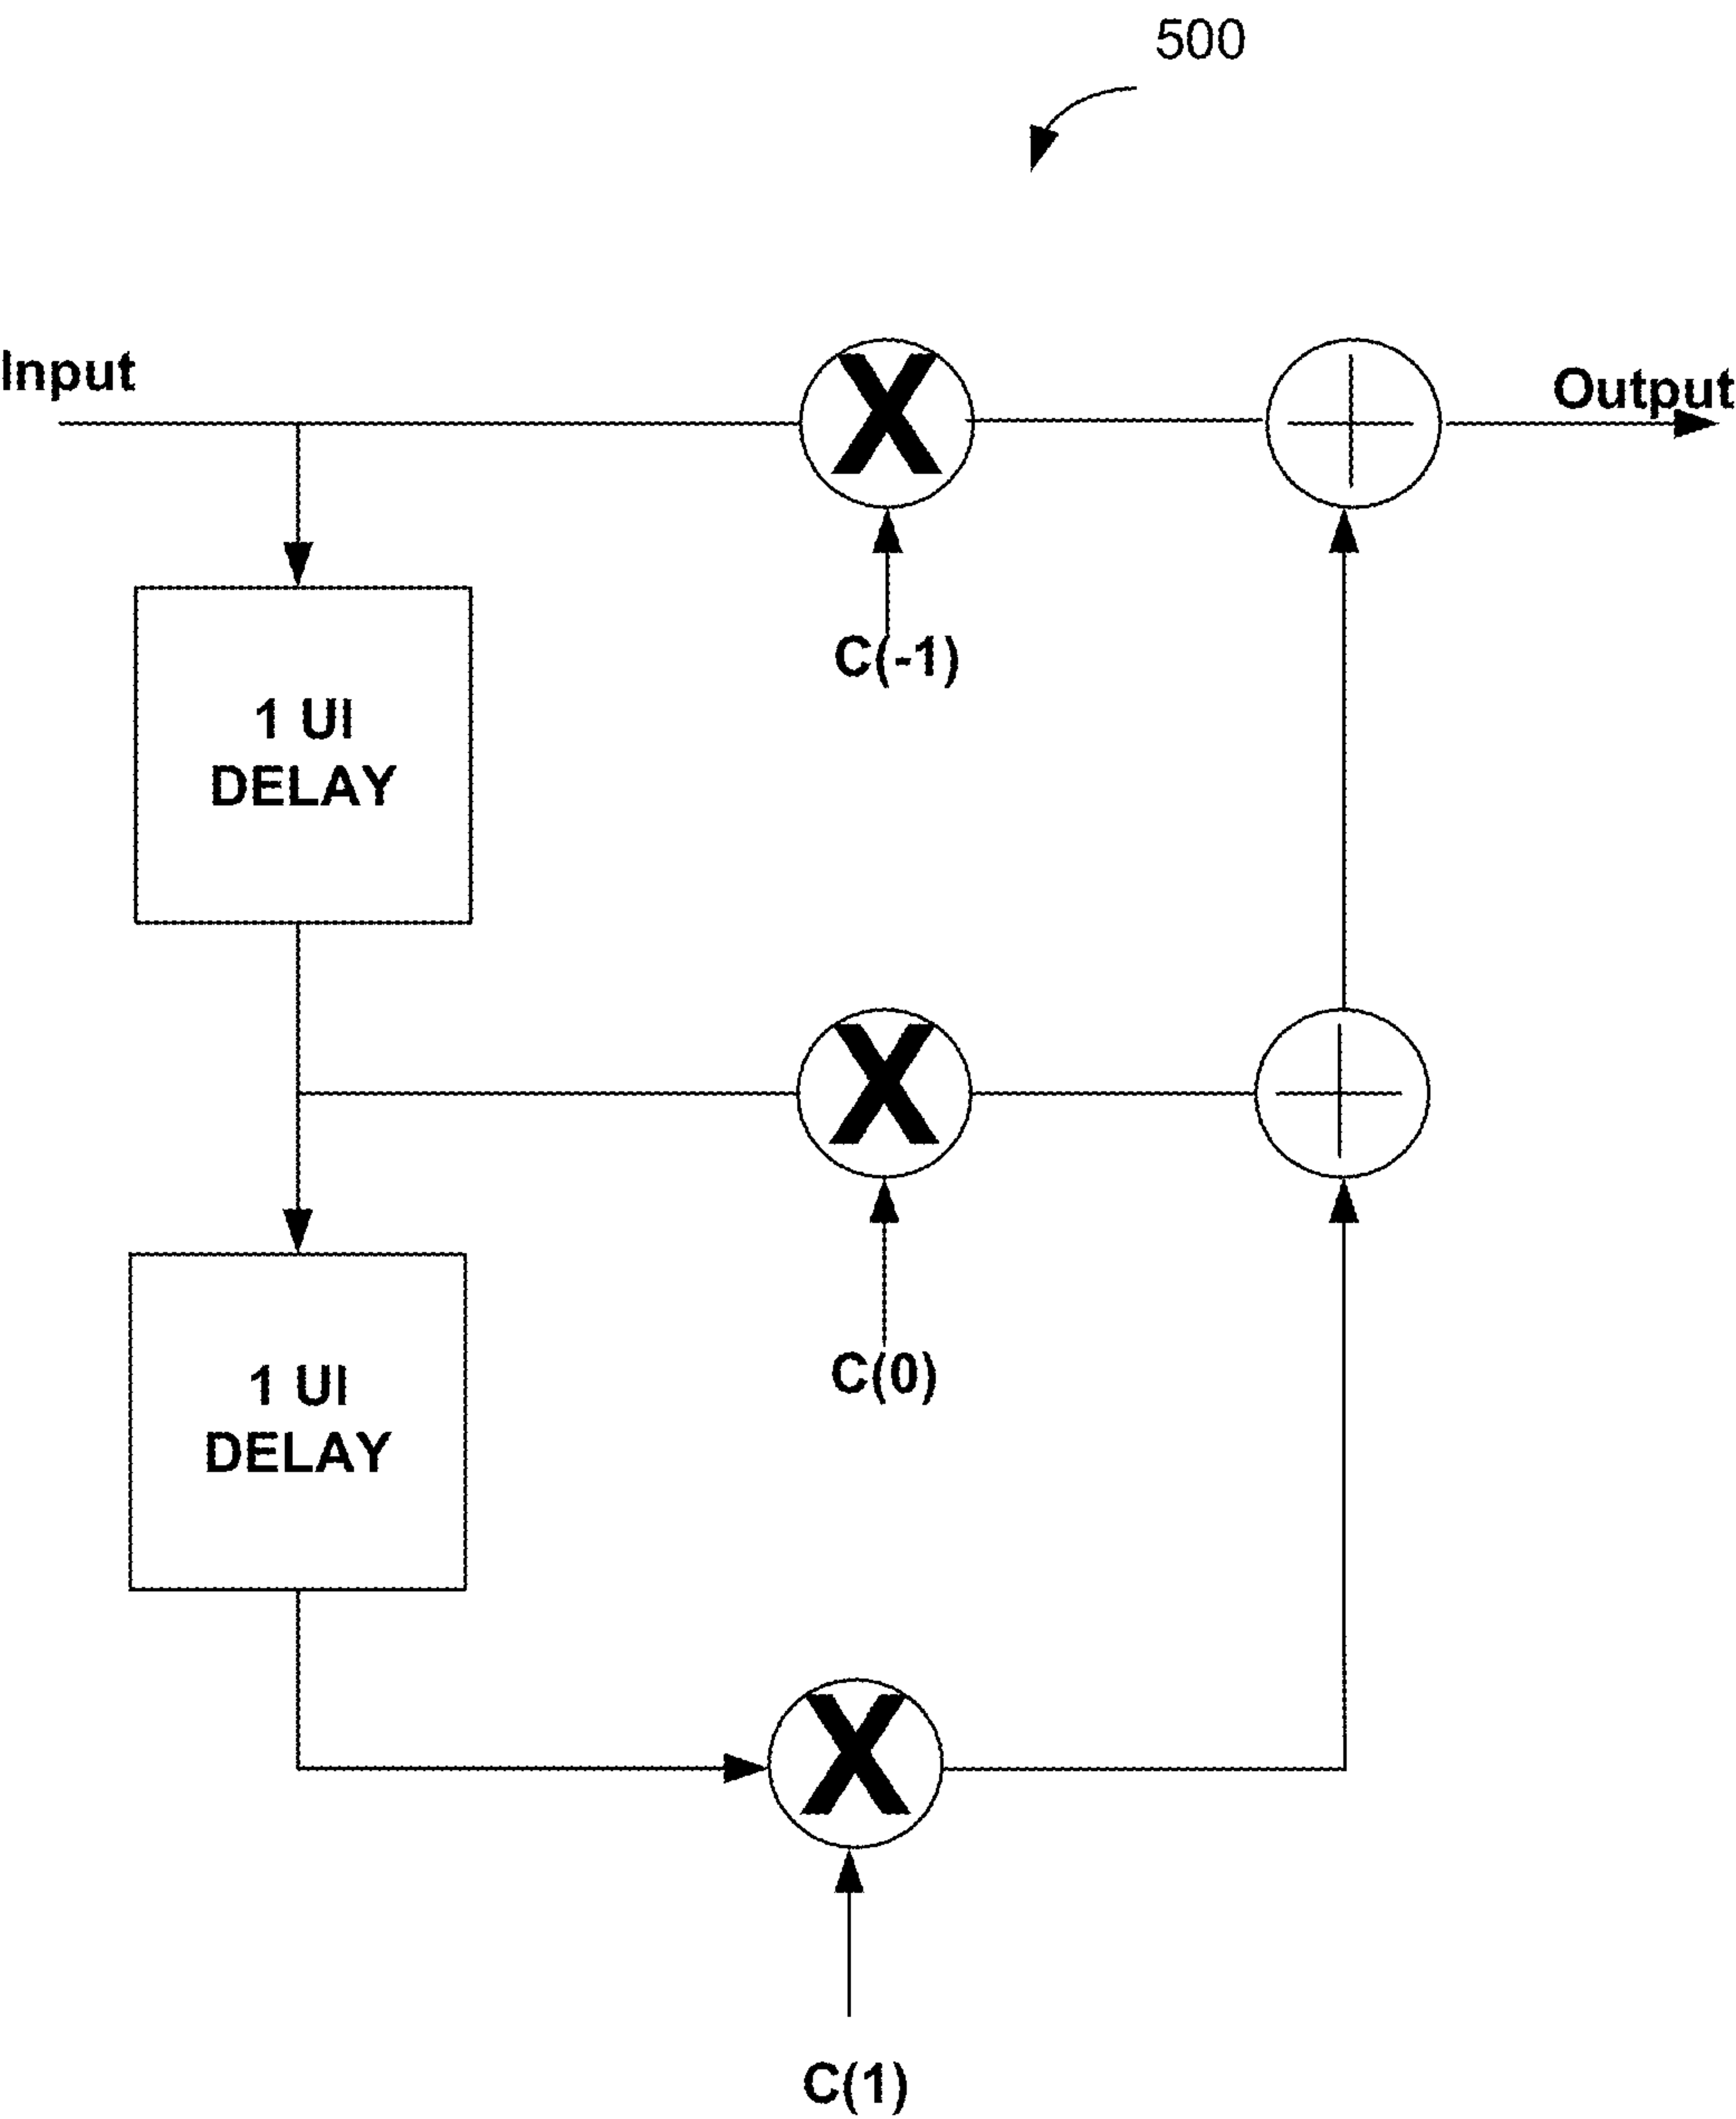 500
Input
Output
X
C(-1)
1 UI
DELAY
X
C(0)
1 UI
DELAY
X
C(1)